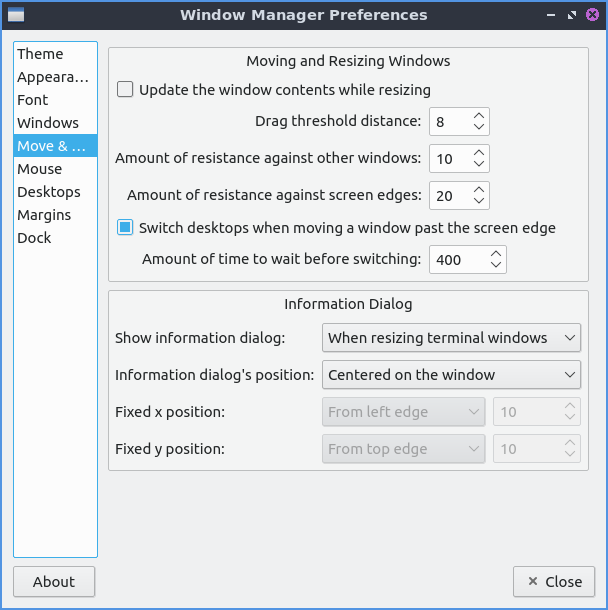 Window Manager Preferences
Theme
Appeara...
Font
Windows
Move & ...
Mouse
Desktops
Margins
Dock
Moving and Resizing Windows
Update the window contents while resizing
Drag threshold distance: 8
Amount of resistance against other windows: 10
Amount of resistance against screen edges: 20
Switch desktops when moving a window past the screen edge
Amount of time to wait before switching: 400
Information Dialog
Show information dialog: When resizing terminal windows
Information dialog's position: Centered on the window
Fixed x position: From left edge 10
Fixed y position: From top edge 10
About
Close